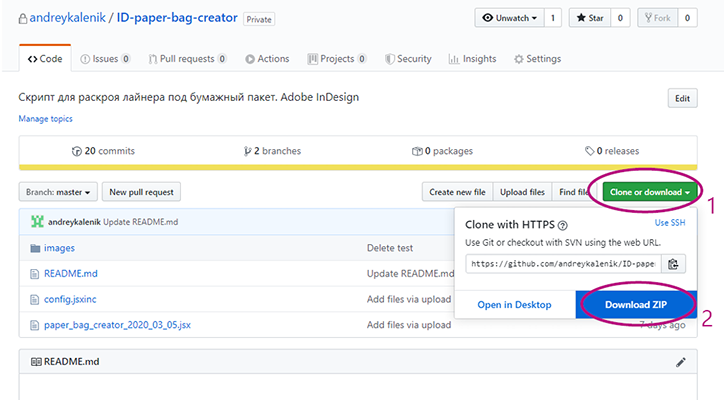 andreykalenik / ID-paper-bag-creator Private
Unwatch 1 Star 0 Fork 0
Code Issues 0 Pull requests 0 Actions Projects 0 Security Insights Settings
Скрипт для раскроя лайнера под бумажный пакет. Adobe InDesign Edit
Manage topics
20 commits 2 branches 0 packages 0 releases
Branch: master New pull request Create new file Upload files Find file Clone or download 1
andreykalenik Update README.md
Clone with HTTPS ? Use SSH
Use Git or checkout with SVN using the web URL.
images Delete test
https://github.com/andreykalenik/ID-pape
README.md Update README.md
config.jsxinc Add files via upload
Open in Desktop Download ZIP 2
paper_bag_creator_2020_03_05.jsx Add files via upload 7 days ago
README.md